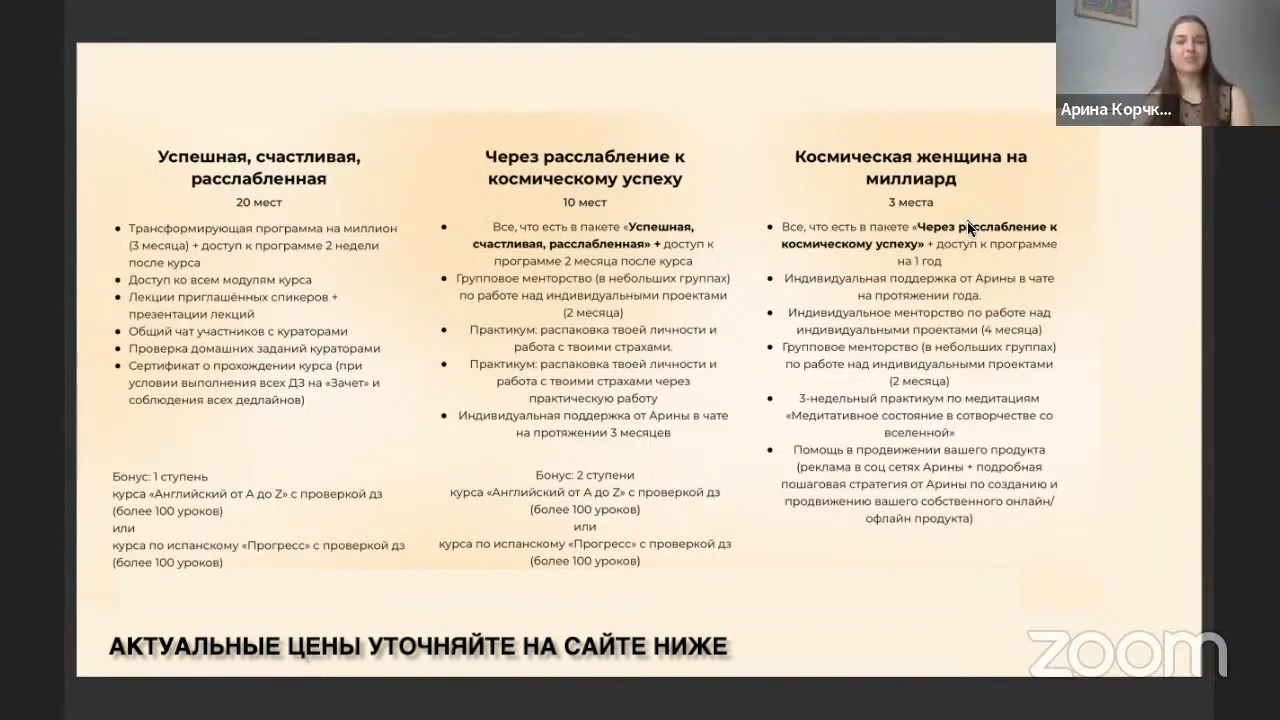 Арина Корчк...
Успешная, счастливая,
расслабленная
20 мест
• Трансформирующая программа на миллион
(3 месяца) + доступ к программе 2 недели
после курса
• Доступ ко всем модулям курса
• Лекции приглашённых спикеров +
презентации лекций
• Общий чат участников с кураторами
• Проверка домашних заданий кураторами
• Сертификат о прохождении курса (при
условии выполнения всех ДЗ на «Зачет» и
соблюдения всех дедлайнов)
Бонус: 1 ступень
курса «Английский от А до Z» с проверкой дз
(более 100 уроков)
или
курса по испанскому «Прогресс» с проверкой дз
(более 100 уроков)
Через расслабление к
космическому успеху
10 мест
• Все, что есть в пакете «Успешная,
счастливая, расслабленная» + доступ к
программе 2 месяца после курса
• Групповое менторство (в небольших группах)
по работе над индивидуальными проектами
(2 месяца)
• Практикум: распаковка твоей личности и
работа с твоими страхами.
• Практикум: распаковка твоей личности и
работа с твоими страхами через
практическую работу
• Индивидуальная поддержка от Арины в чате
на протяжении 3 месяцев
Бонус: 2 ступени
курса «Английский от А до Z» с проверкой дз
(более 100 уроков)
или
курса по испанскому «Прогресс» с проверкой дз
(более 100 уроков)
Космическая женщина на
миллиард
3 места
• Все, что есть в пакете «Через расслабление к
космическому успеху» + доступ к программе
на 1 год
• Индивидуальная поддержка от Арины в чате
на протяжении года.
• Индивидуальное менторство по работе над
индивидуальными проектами (4 месяца)
• Групповое менторство (в небольших группах)
по работе над индивидуальными проектами
(2 месяца)
• 3-недельный практикум по медитациям
«Медитативное состояние в сотворчестве со
вселенной»
• Помощь в продвижении вашего продукта
(реклама в соц сетях Арины + подробная
пошаговая стратегия от Арины по созданию и
продвижению вашего собственного онлайн/
офлайн продукта)
АКТУАЛЬНЫЕ ЦЕНЫ УТОЧНЯЙТЕ НА САЙТЕ НИЖЕ
zoom